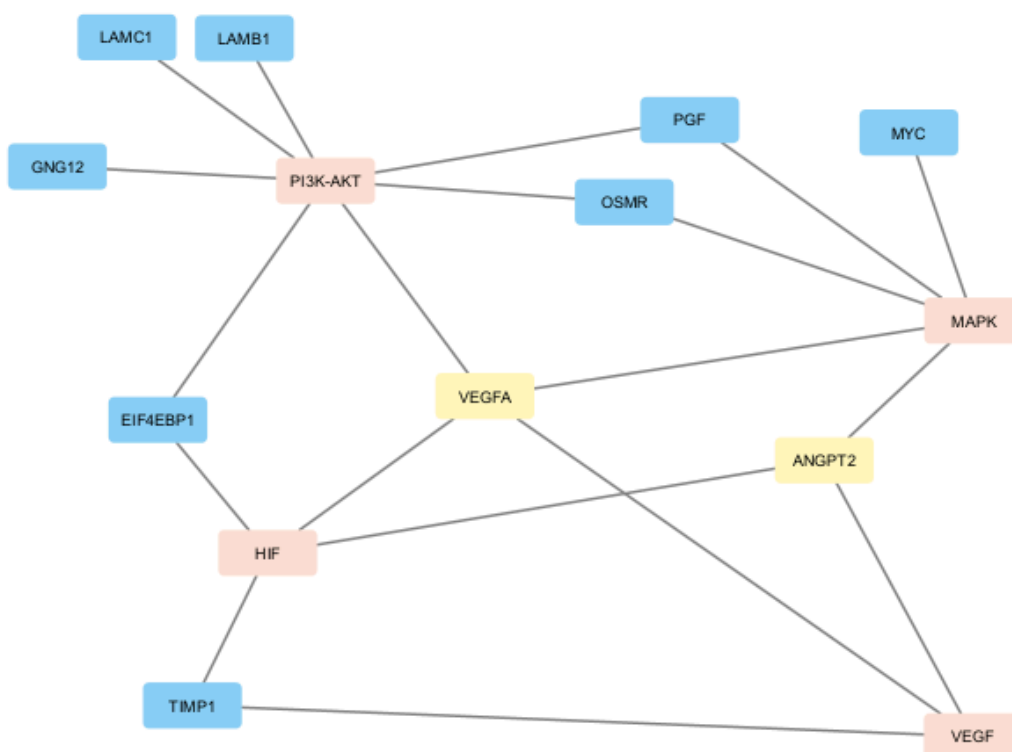 LAMC1
LAMB1
PGF
MYC
GNG12
PI3K-AKT
OSMR
MAPK
VEGFA
EIF4EBP1
ANGPT2
HIF
TIMP1
VEGF